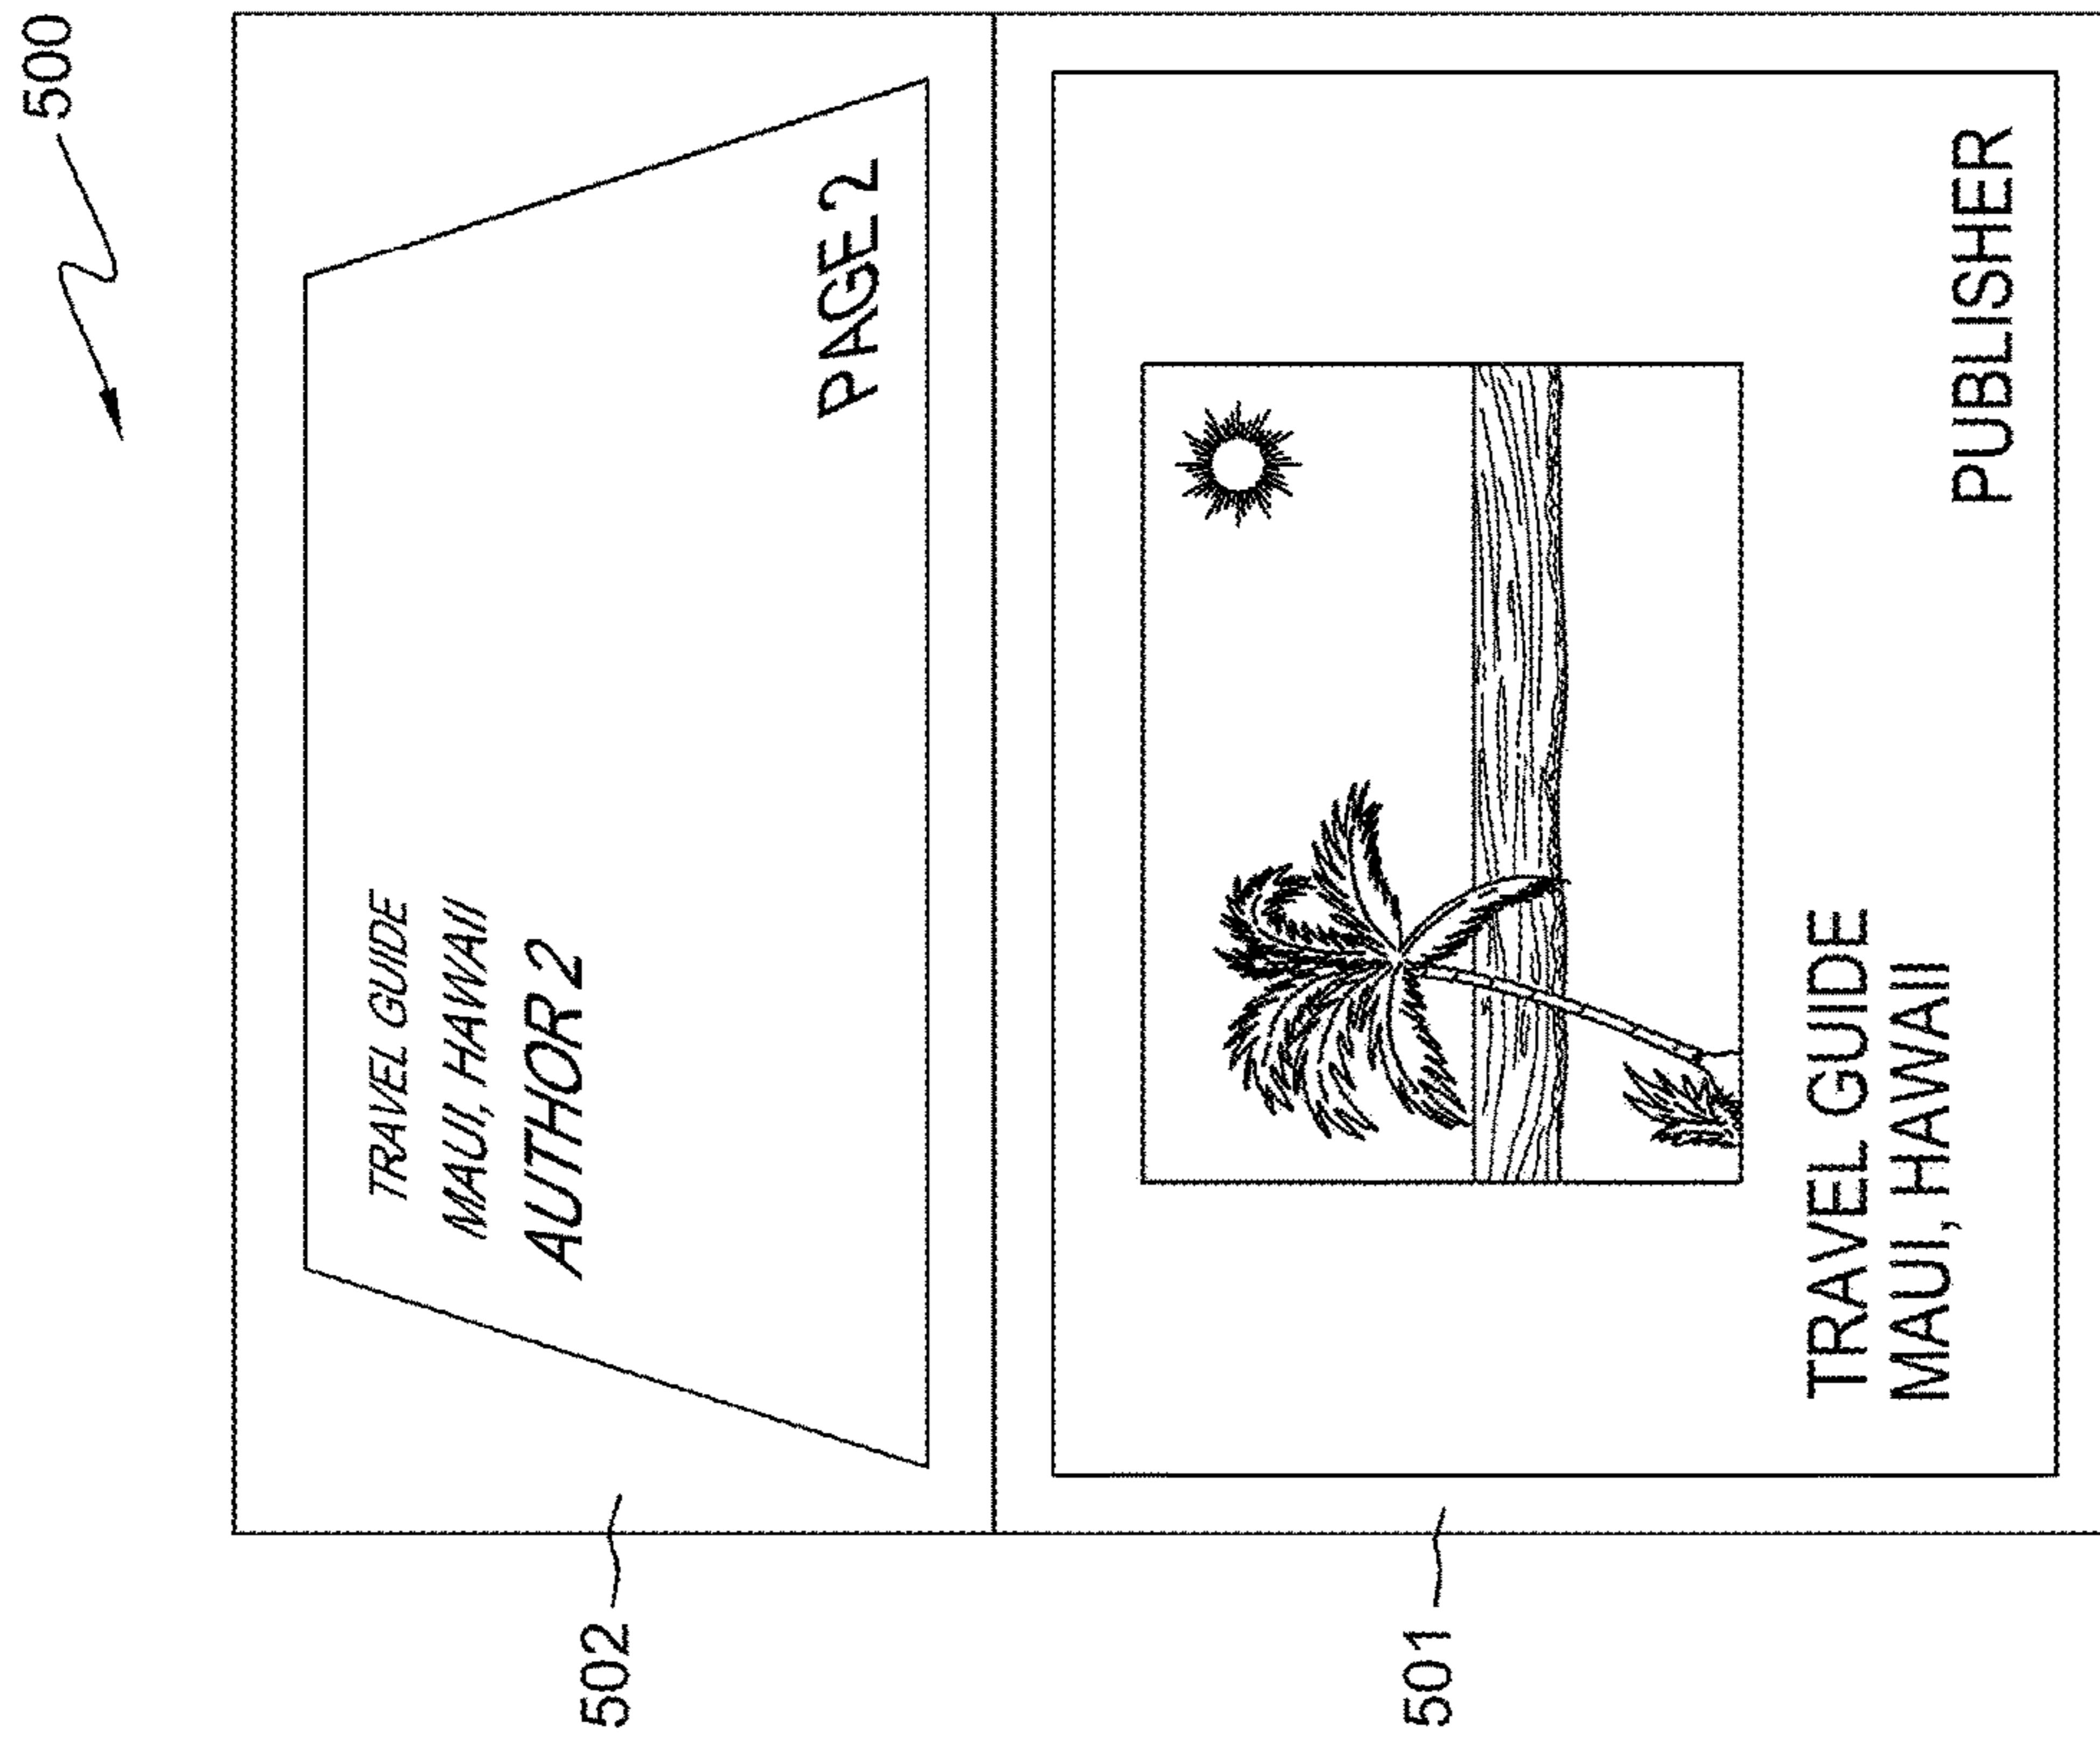 500
502
TRAVEL GUIDE
MAUI, HAWAII
AUTHOR 2
PAGE 2
501
TRAVEL GUIDE
MAUI, HAWAII
PUBLISHER